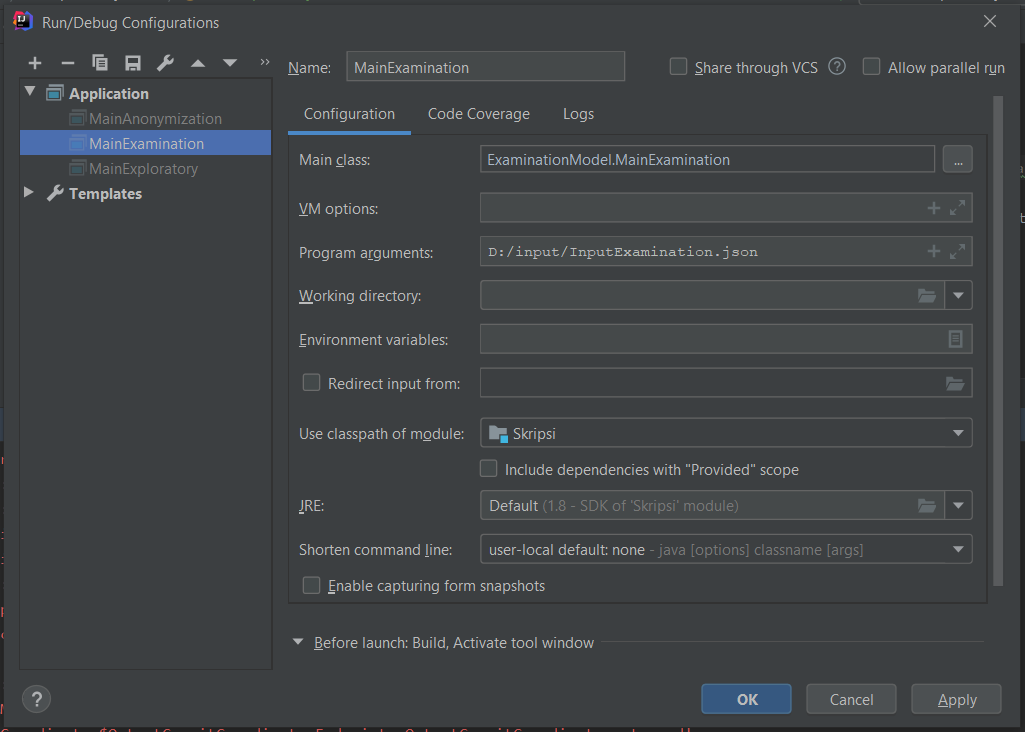 Run/Debug Configurations
Name: MainExamination Share through VCS ? Allow parallel run
Application
MainAnonymization
MainExamination
MainExploratory
Templates
Configuration Code Coverage Logs
Main class: ExaminationModel.MainExamination ...
VM options:
Program arguments: D:/input/InputExamination.json
Working directory:
Environment variables:
Redirect input from:
Use classpath of module: Skripsi
Include dependencies with "Provided" scope
JRE: Default (1.8 - SDK of 'Skripsi' module)
Shorten command line: user-local default: none - java [options] classname [args]
Enable capturing form snapshots
Before launch: Build, Activate tool window
? OK Cancel Apply